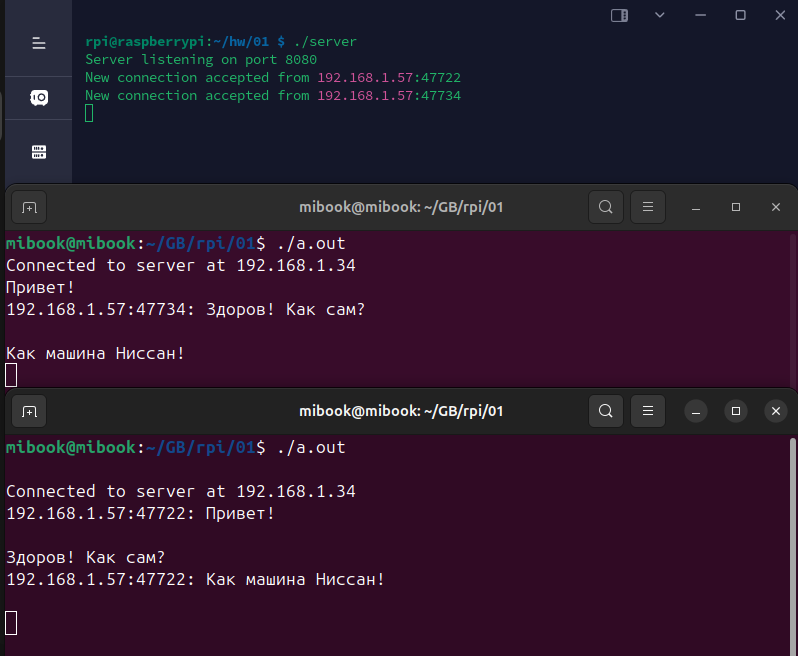 rpi@raspberrypi:~/hw/01 $ ./server
Server listening on port 8080
New connection accepted from 192.168.1.57:47722
New connection accepted from 192.168.1.57:47734
mibook@mibook: ~/GB/rpi/01
mibook@mibook:~/GB/rpi/01$ ./a.out
Connected to server at 192.168.1.34
Привет!
192.168.1.57:47734: Здоров! Как сам?
Как машина Ниссан!
mibook@mibook: ~/GB/rpi/01
mibook@mibook:~/GB/rpi/01$ ./a.out
Connected to server at 192.168.1.34
192.168.1.57:47722: Привет!
Здоров! Как сам?
192.168.1.57:47722: Как машина Ниссан!